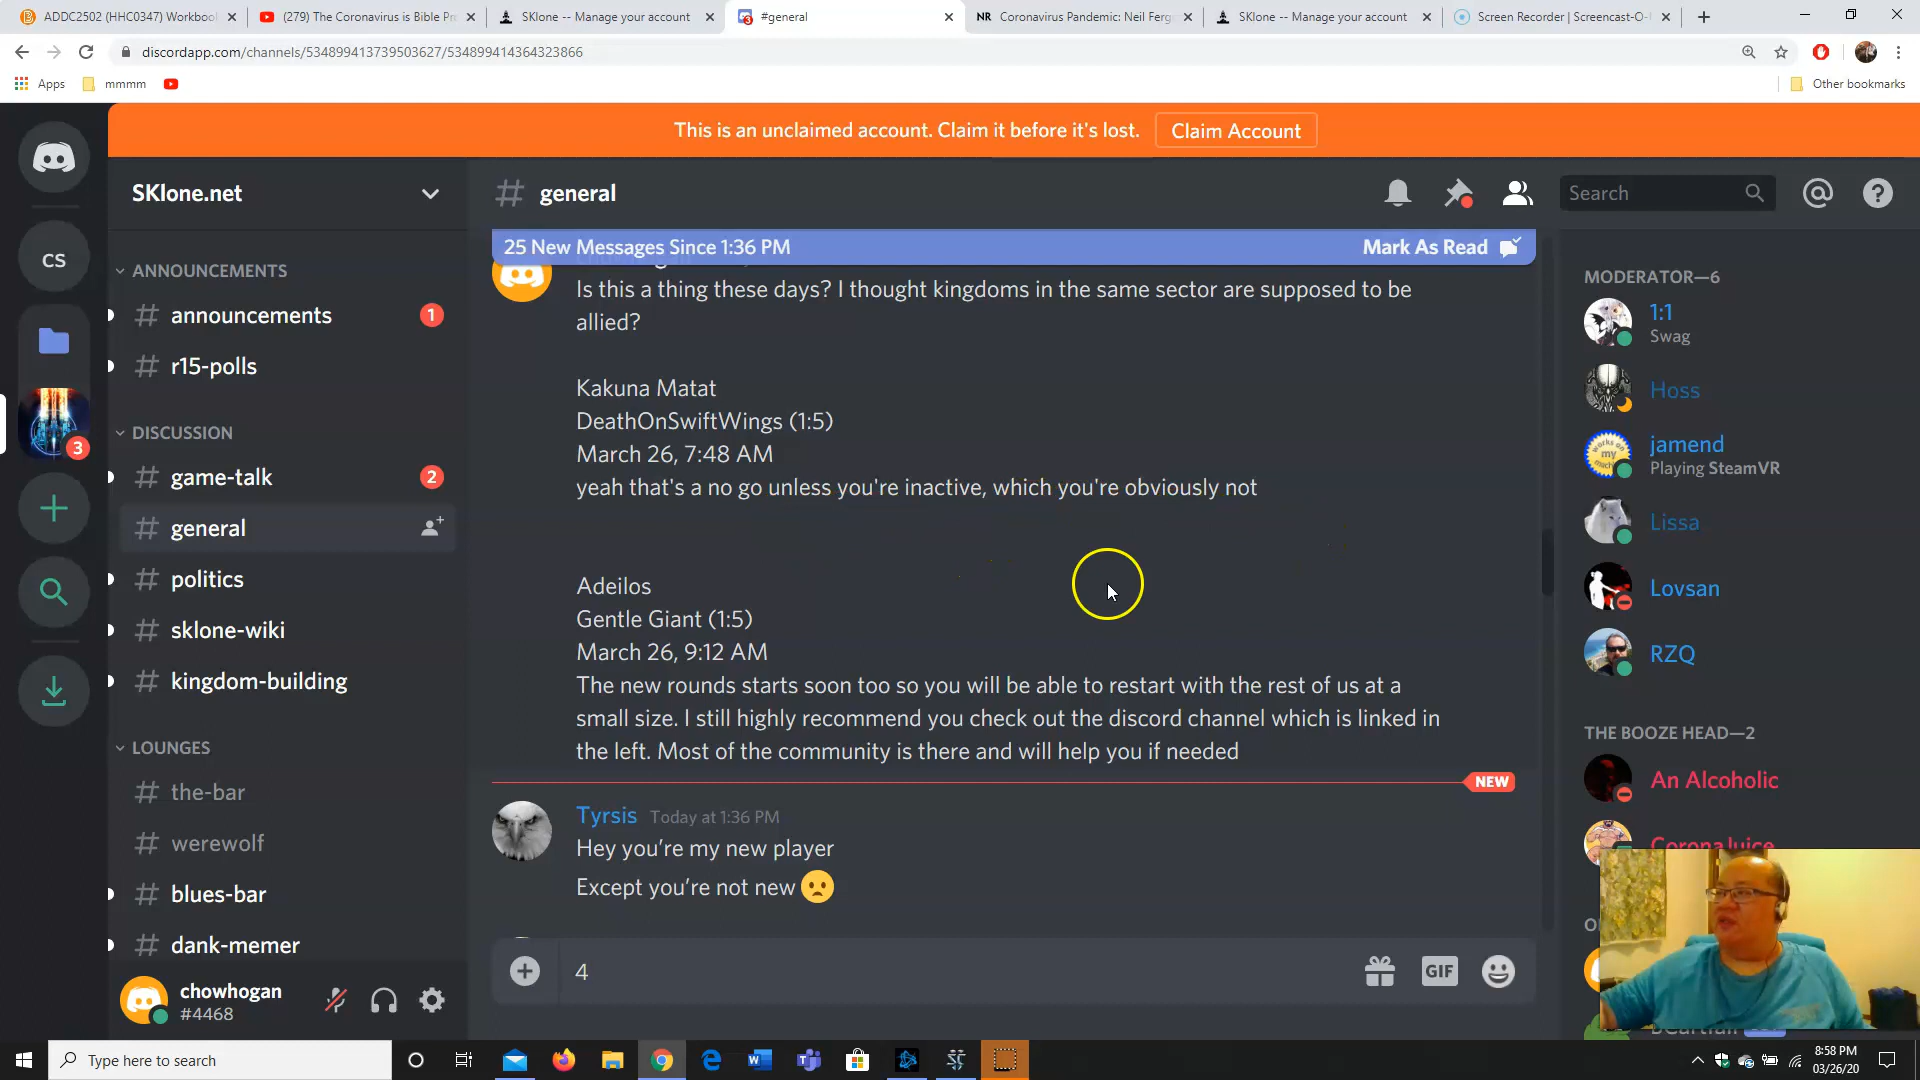 ADDC2502 (HHC0347) Workboo
(279) The Coronavirus is Bible Pr
SKlone -- Manage your account
#general
NR Coronavirus Pandemic: Neil Ferg
SKlone -- Manage your account
Screen Recorder | Screencast-O-
discordapp.com/channels/534899413739503627/534899414364323866
Apps
mmmm
Other bookmarks
This is an unclaimed account. Claim it before it's lost.
Claim Account
SKlone.net
# general
Search
25 New Messages Since 1:36 PM
Mark As Read
CS
ANNOUNCEMENTS
# announcements
1
# r15-polls
DISCUSSION
3
# game-talk
2
# general
# politics
# sklone-wiki
# kingdom-building
LOUNGES
# the-bar
# werewolf
# blues-bar
# dank-memer
chowhogan
#4468
Is this a thing these days? I thought kingdoms in the same sector are supposed to be
allied?
Kakuna Matat
DeathOnSwiftWings (1:5)
March 26, 7:48 AM
yeah that's a no go unless you're inactive, which you're obviously not
Adeilos
Gentle Giant (1:5)
March 26, 9:12 AM
The new rounds starts soon too so you will be able to restart with the rest of us at a
small size. I still highly recommend you check out the discord channel which is linked in
the left. Most of the community is there and will help you if needed
NEW
Tyrsis Today at 1:36 PM
Hey you're my new player
Except you're not new
4
GIF
MODERATOR—6
1:1
Swag
Hoss
works on my mach
jamend
Playing SteamVR
Lissa
Lovsan
RZQ
THE BOOZE HEAD—2
An Alcoholic
CoronaJuice
Type here to search
8:58 PM
03/26/20